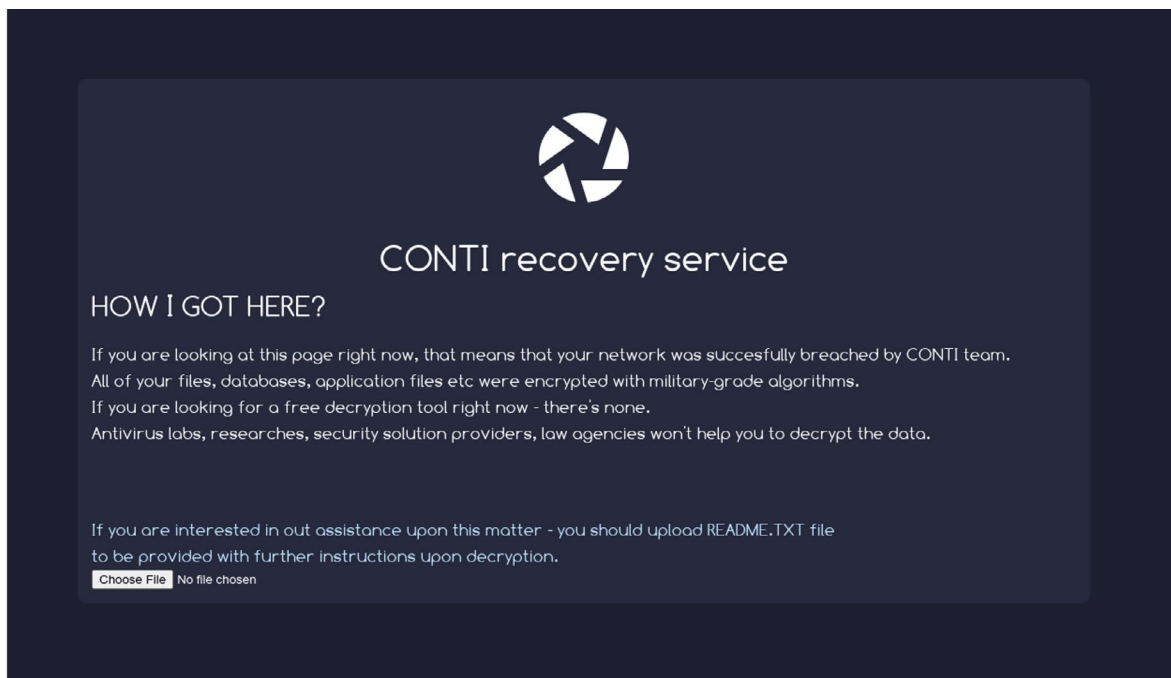 CONTI recovery service
HOW I GOT HERE?
If you are looking at this page right now, that means that your network was succesfully breached by CONTI team.
All of your files, databases, application files etc were encrypted with military-grade algorithms.
If you are looking for a free decryption tool right now - there's none.
Antivirus labs, researches, security solution providers, law agencies won't help you to decrypt the data.
If you are interested in out assistance upon this matter - you should upload README.TXT file
to be provided with further instructions upon decryption.
Choose File No file chosen